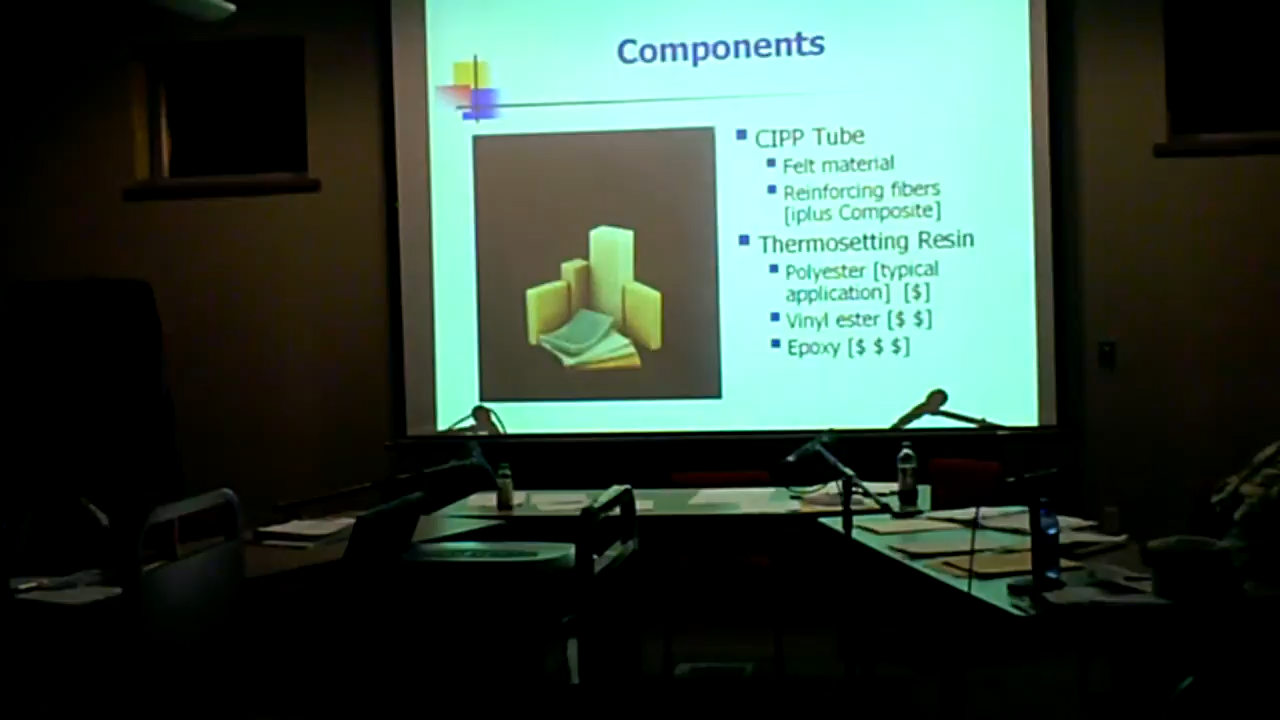 Components
CIPP Tube
Felt material
Reinforcing fibers
[iplus Composite]
Thermosetting Resin
Polyester [typical
application] [$]
Vinyl ester [$ $]
Epoxy [$ $ $]